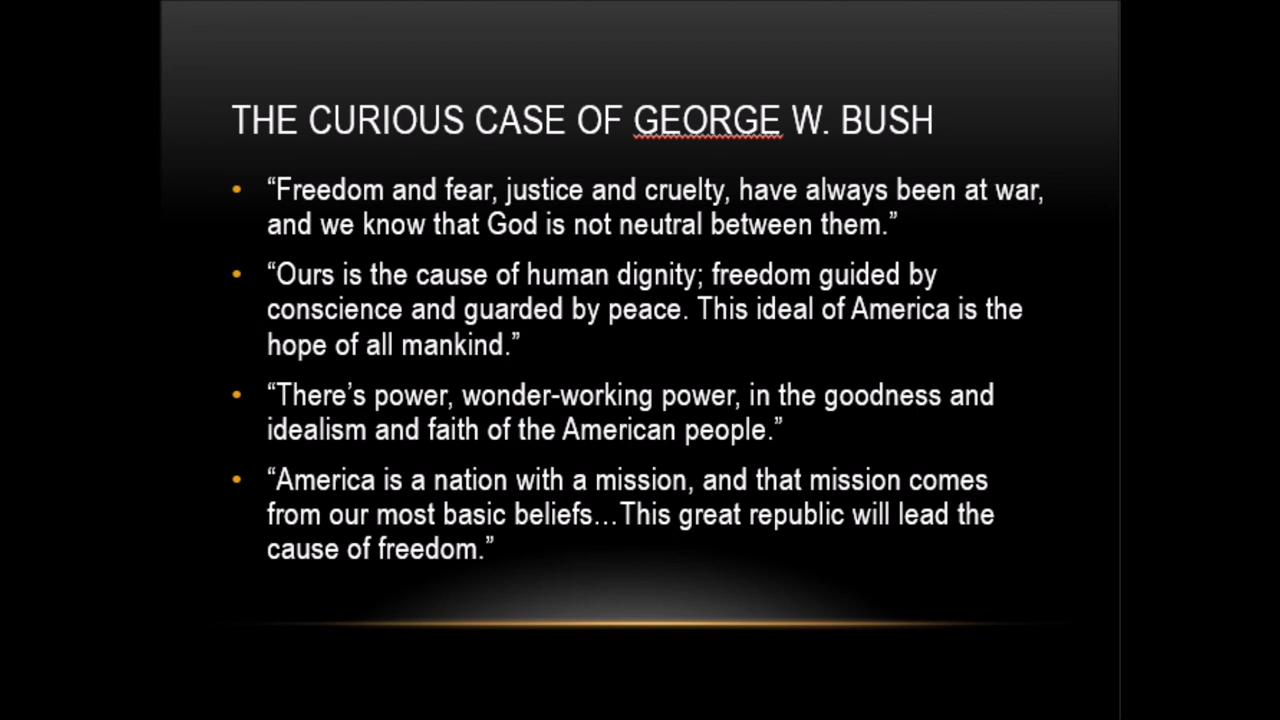 THE CURIOUS CASE OF GEORGE W. BUSH
• “Freedom and fear, justice and cruelty, have always been at war,
and we know that God is not neutral between them.”
• “Ours is the cause of human dignity; freedom guided by
conscience and guarded by peace. This ideal of America is the
hope of all mankind.”
• “There’s power, wonder-working power, in the goodness and
idealism and faith of the American people.”
• “America is a nation with a mission, and that mission comes
from our most basic beliefs…This great republic will lead the
cause of freedom.”